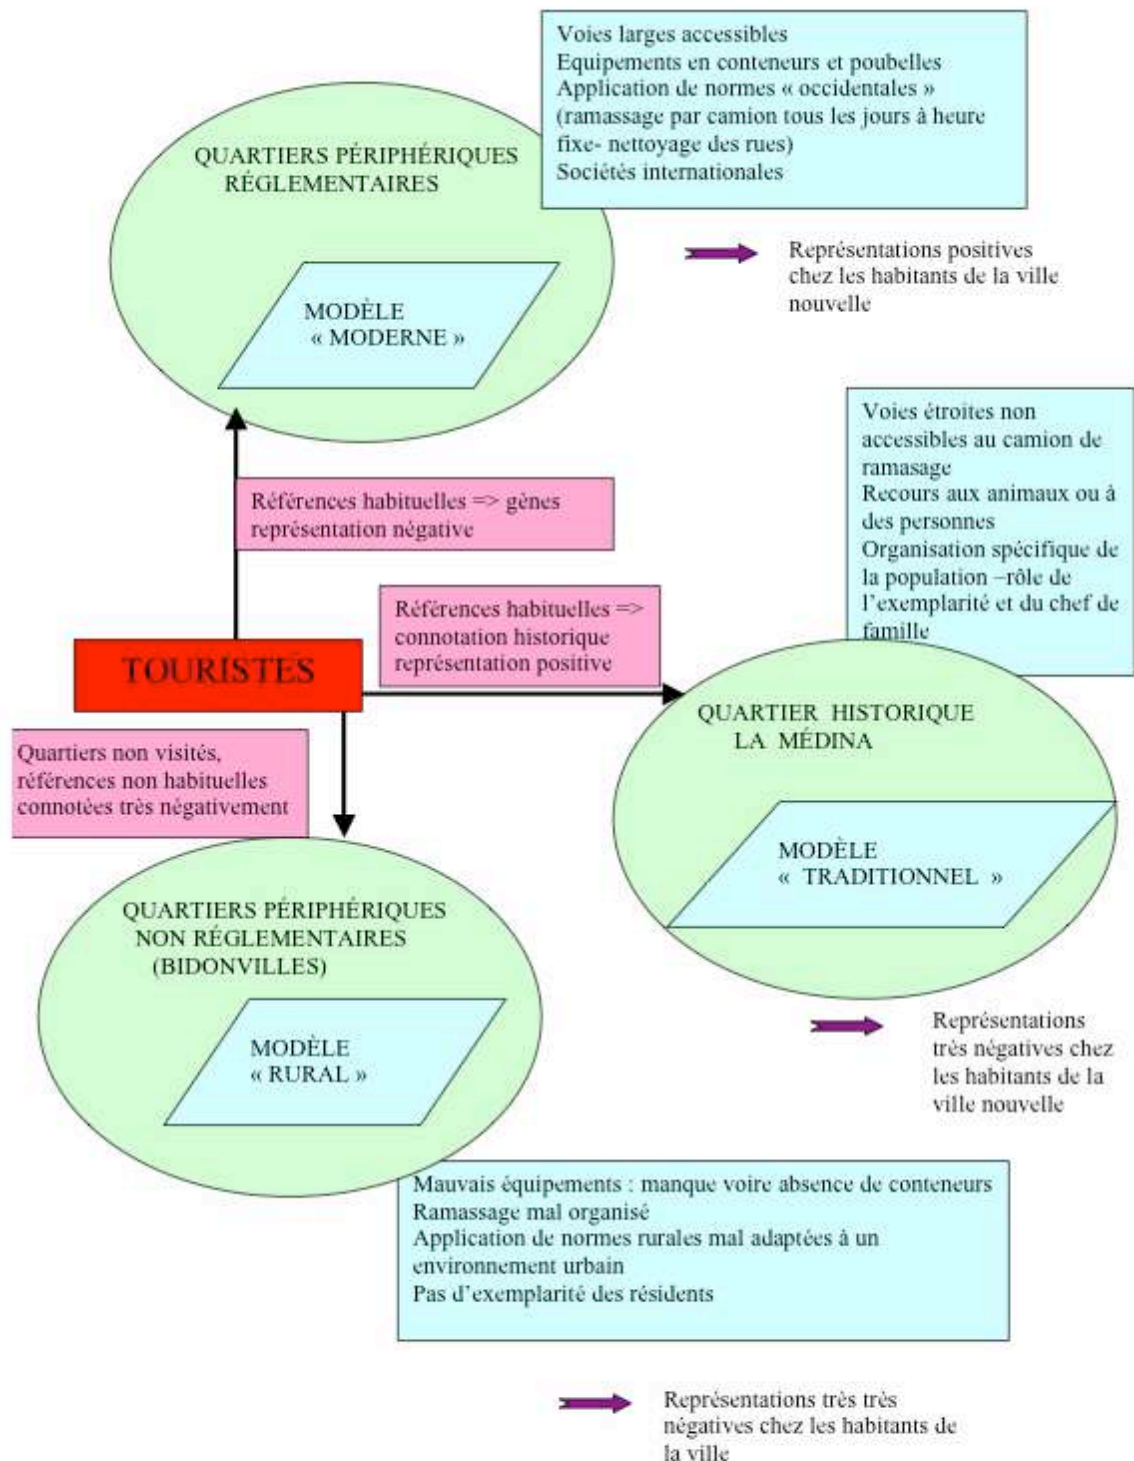 Voies larges accessibles
Equipements en conteneurs et poubelles
Application de normes « occidentales »
(ramassage par camion tous les jours à heure
fixe- nettoyage des rues)
Sociétés internationales
QUARTIERS PÉRIPHÉRIQUES
RÉGLEMENTAIRES
Représentations positives
chez les habitants de la ville
nouvelle
MODÈLE
« MODERNE »
Voies étroites non
accessibles au camion de
ramasage
Recours aux animaux ou à
des personnes
Organisation spécifique de
la population –rôle de
l’exemplarité et du chef de
famille
Références habituelles => gènes
représentation négative
Références habituelles =>
connotation historique
représentation positive
TOURISTES
QUARTIER HISTORIQUE
LA MÉDINA
Quartiers non visités,
références non habituelles
connotées très négativement
MODÈLE
« TRADITIONNEL »
QUARTIERS PÉRIPHÉRIQUES
NON RÉGLEMENTAIRES
(BIDONVILLES)
Représentations
très négatives chez
les habitants de la
ville nouvelle
MODÈLE
« RURAL »
Mauvais équipements : manque voire absence de conteneurs
Ramassage mal organisé
Application de normes rurales mal adaptées à un
environnement urbain
Pas d’exemplarité des résidents
Représentations très très
négatives chez les habitants de
la ville